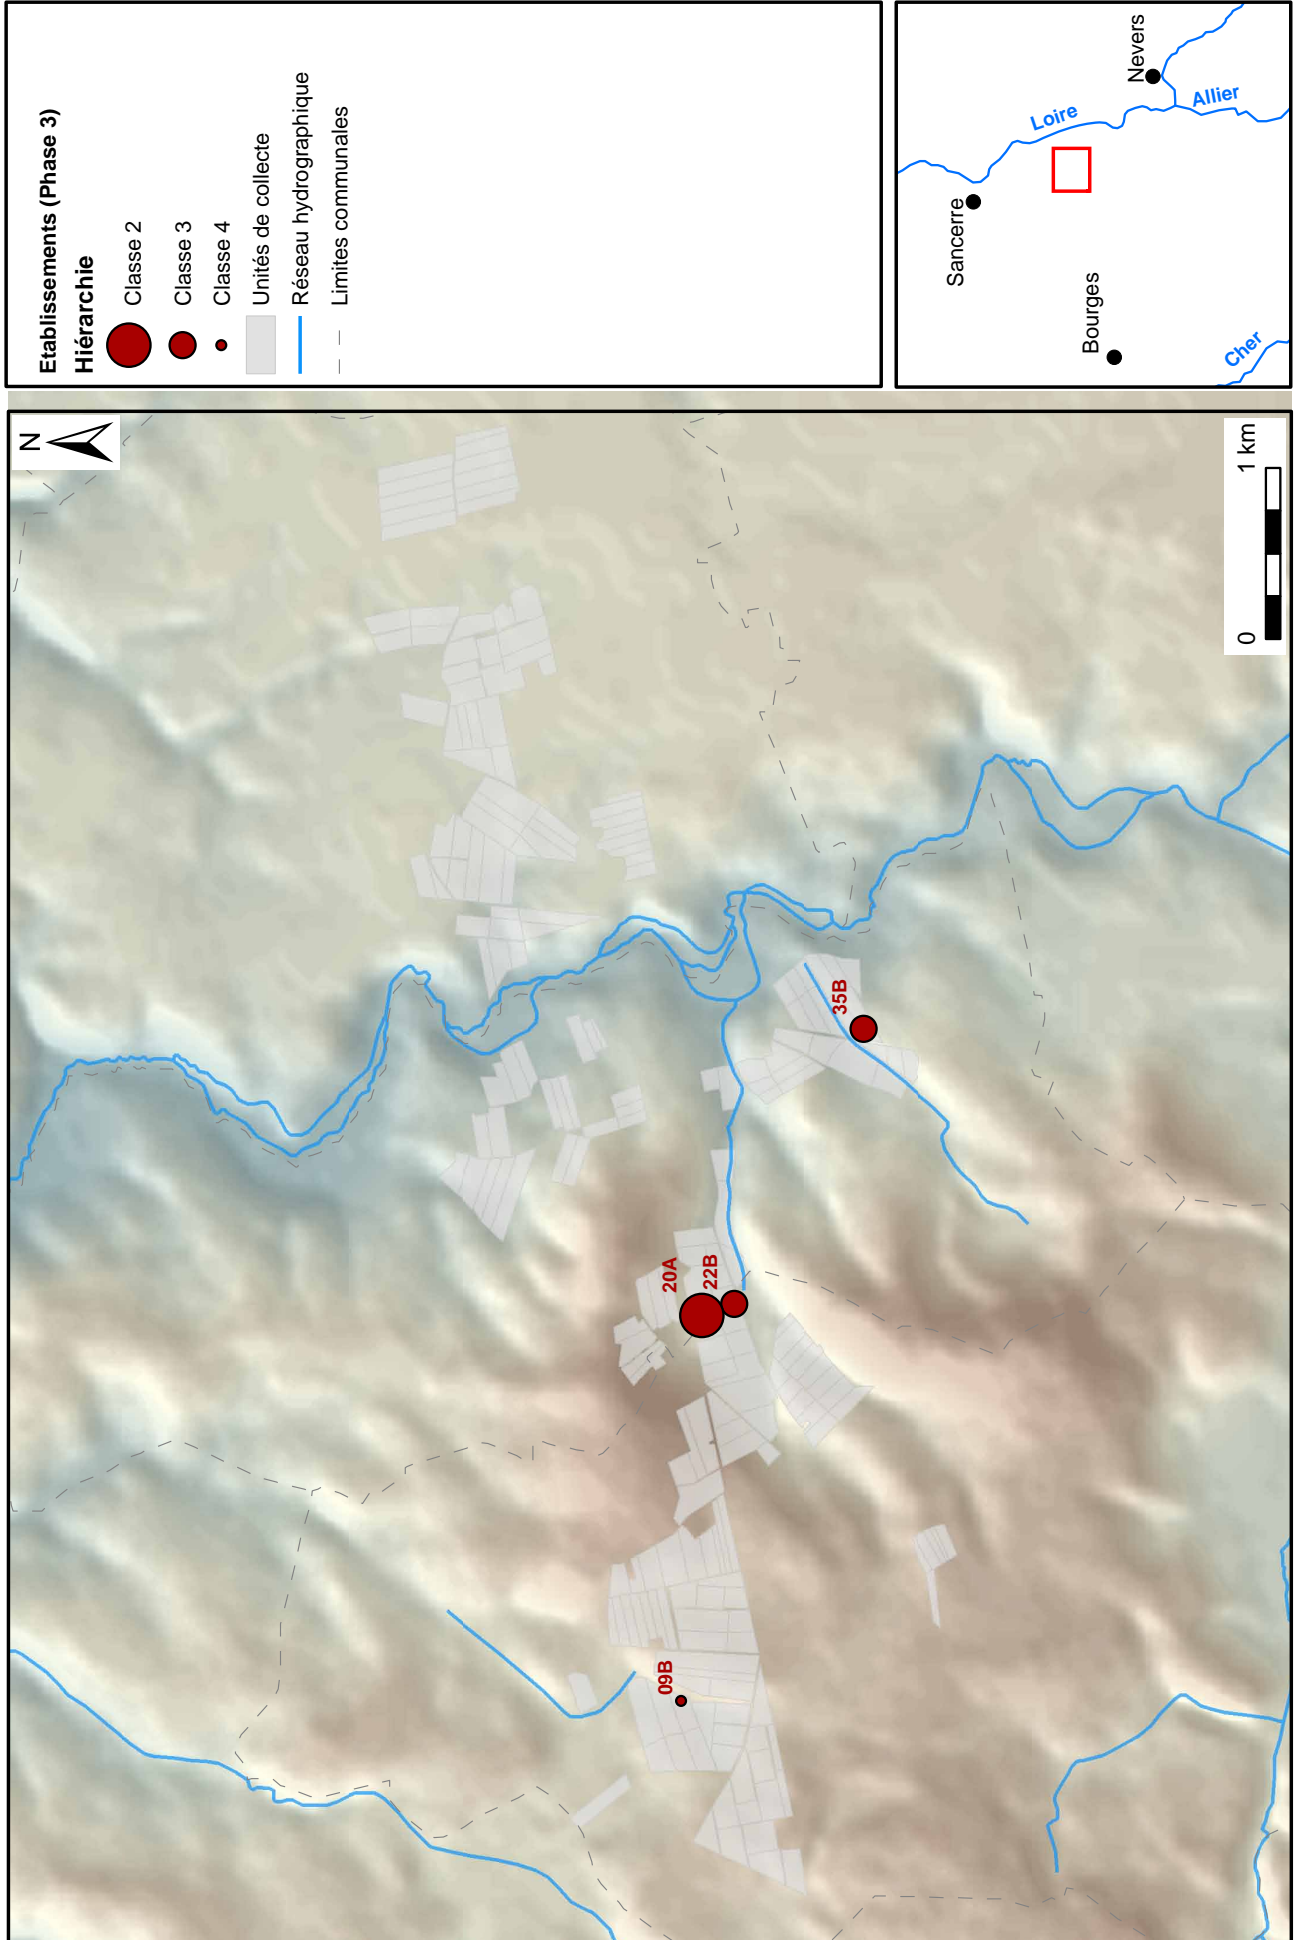 Etablissements (Phase 3)
Hiérarchie
Classe 2
Classe 3
Classe 4
Unités de collecte
Réseau hydrographique
Limites communales
Sancerre
Bourges
Nevers
Loire
Allier
Cher
N
20A
22B
35B
09B
0 1 km